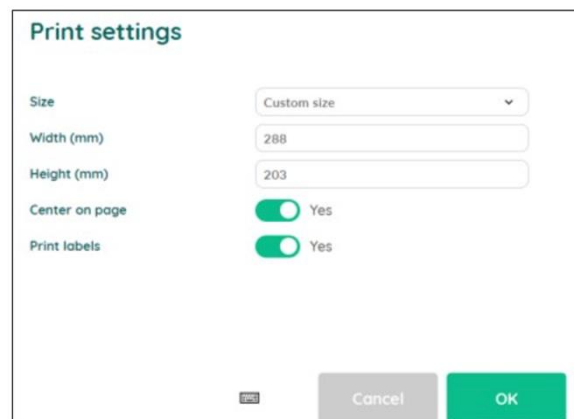 Print settings
Size Custom size
Width (mm) 288
Height (mm) 203
Center on page Yes
Print labels Yes
Cancel OK